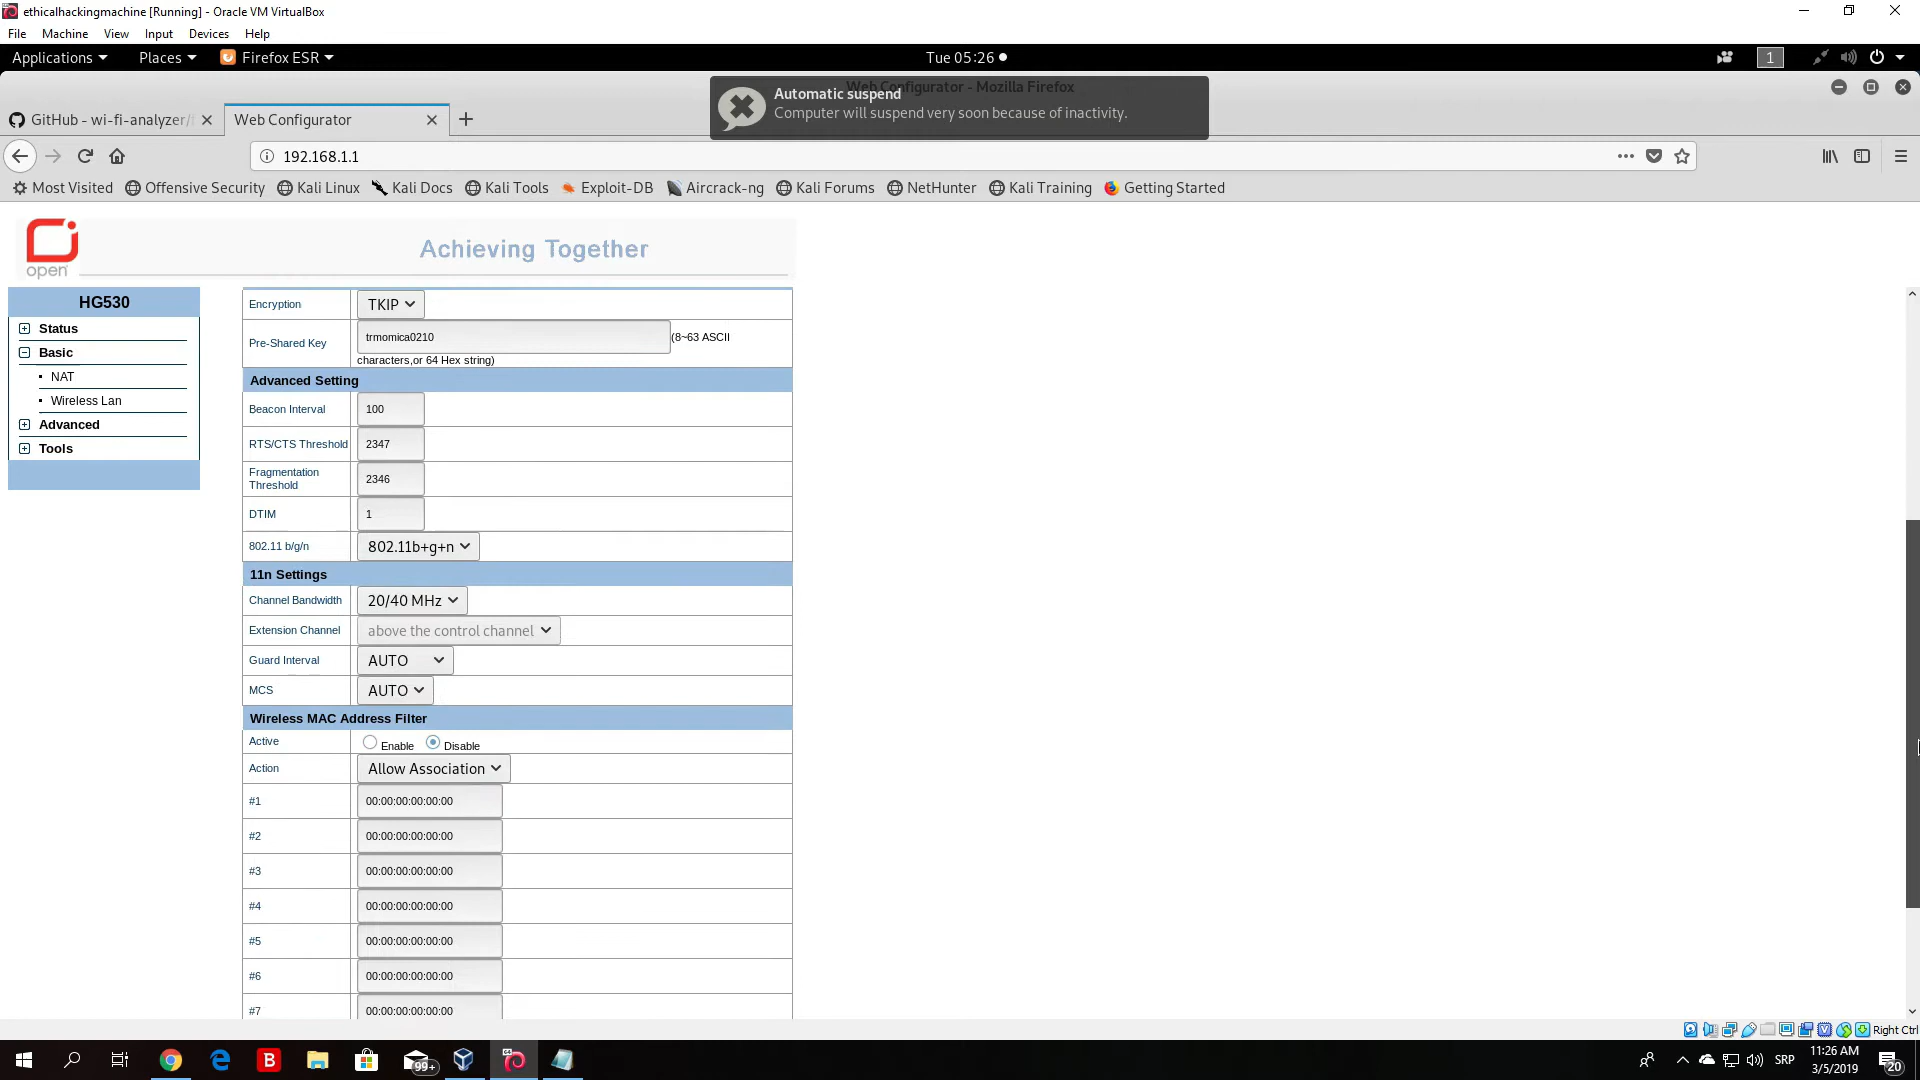 ethicalhackingmachine [Running] - Oracle VM VirtualBox
File Machine View Input Devices Help
Applications Places Firefox ESR Tue 05:26 1
Web Configurator - Mozilla Firefox
Automatic suspend
Computer will suspend very soon because of inactivity.
GitHub - wi-fi-analyzer/ Web Configurator
192.168.1.1
Most Visited Offensive Security Kali Linux Kali Docs Kali Tools Exploit-DB Aircrack-ng Kali Forums NetHunter Kali Training Getting Started
open
Achieving Together
HG530
Status
Basic
NAT
Wireless Lan
Advanced
Tools
Encryption TKIP
Pre-Shared Key trmomica0210 (8~63 ASCII
characters,or 64 Hex string)
Advanced Setting
Beacon Interval 100
RTS/CTS Threshold 2347
Fragmentation
Threshold 2346
DTIM 1
802.11 b/g/n 802.11b+g+n
11n Settings
Channel Bandwidth 20/40 MHz
Extension Channel above the control channel
Guard Interval AUTO
MCS AUTO
Wireless MAC Address Filter
Active Enable Disable
Action Allow Association
#1 00:00:00:00:00:00
#2 00:00:00:00:00:00
#3 00:00:00:00:00:00
#4 00:00:00:00:00:00
#5 00:00:00:00:00:00
#6 00:00:00:00:00:00
#7 00:00:00:00:00:00
Right Ctrl
B 99+ 64 SRP 11:26 AM
3/5/2019 20